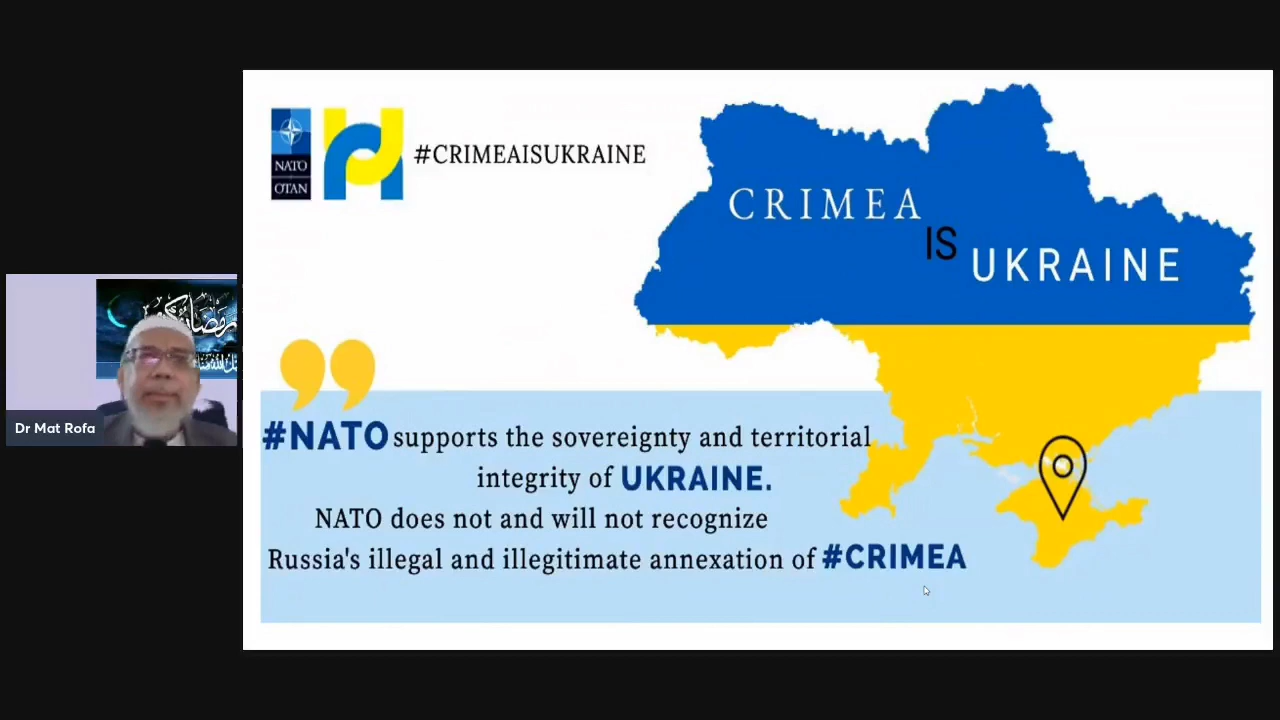 NATO
OTAN
#CRIMEAISUKRAINE
CRIMEA
IS
UKRAINE
#NATO supports the sovereignty and territorial
integrity of UKRAINE.
NATO does not and will not recognize
Russia's illegal and illegitimate annexation of #CRIMEA
Dr Mat Rofa